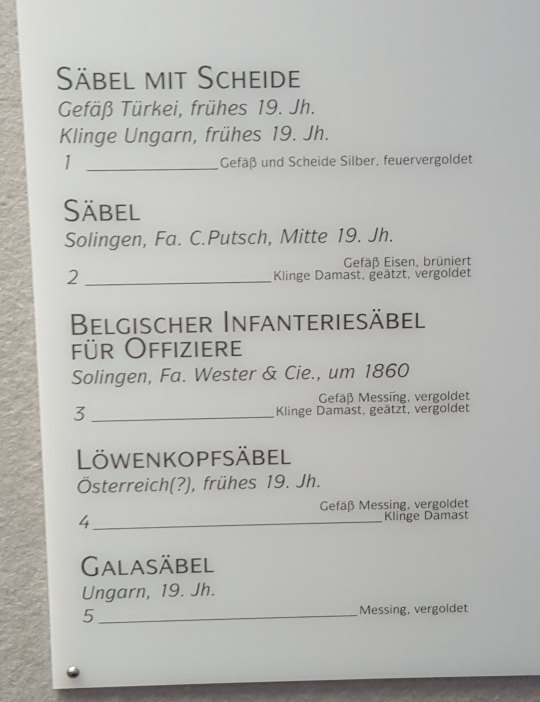 SÄBEL MIT SCHEIDE
Gefäß Türkei, frühes 19. Jh.
Klinge Ungarn, frühes 19. Jh.
1 Gefäß und Scheide Silber, feuervergoldet
SÄBEL
Solingen, Fa. C.Putsch, Mitte 19. Jh.
Gefäß Eisen, brüniert
2 Klinge Damast, geätzt, vergoldet
BELGISCHER INFANTERIESÄBEL
FÜR OFFIZIERE
Solingen, Fa. Wester & Cie., um 1860
Gefäß Messing, vergoldet
3 Klinge Damast, geätzt, vergoldet
LÖWENKOPFSÄBEL
Österreich(?), frühes 19. Jh.
Gefäß Messing, vergoldet
4 Klinge Damast
GALASÄBEL
Ungarn, 19. Jh.
5 Messing, vergoldet